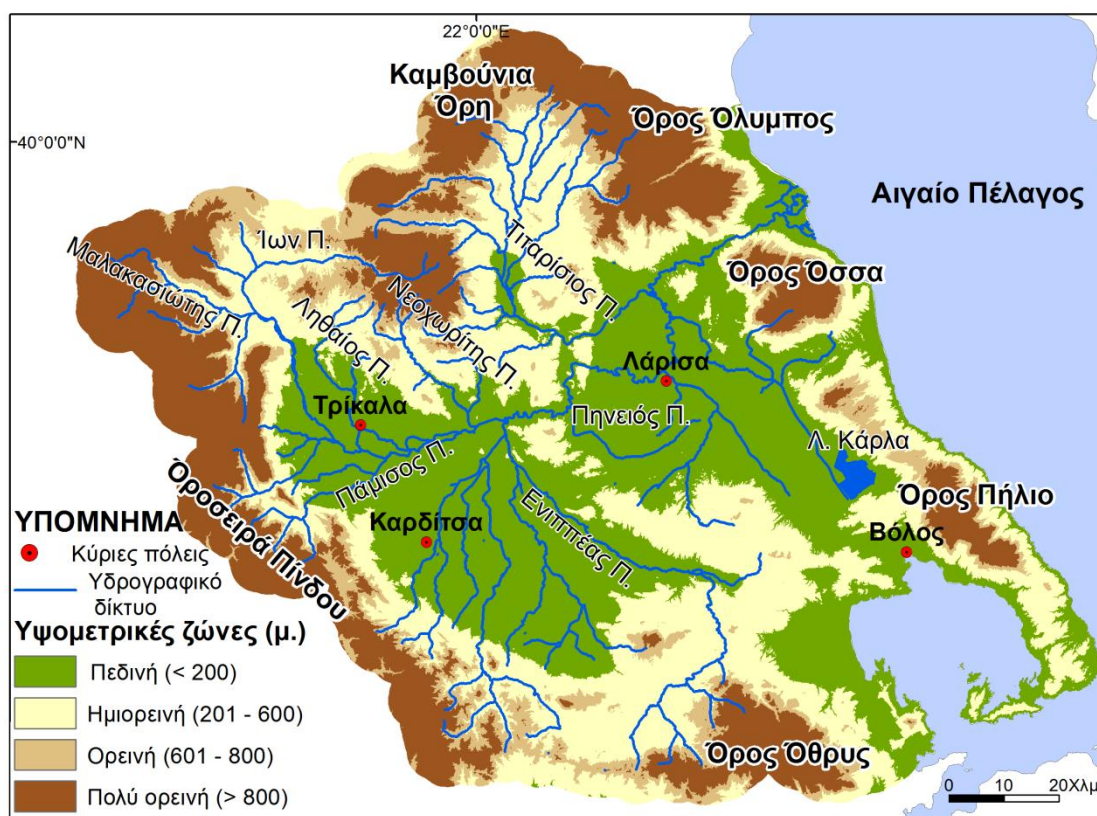 22°0'0"E
40°0'0"N
Καμβούνια
Όρη
Όρος Όλυμπος
Αιγαίο Πέλαγος
Ίων Π.
Μαλακασιώτης Π.
Τιταρίσιος Π.
Όρος Όσσα
Ληθαίος Π.
Νεοχωρίτης Π.
Λάρισα
Τρίκαλα
Πηνειός Π.
Λ. Κάρλα
Πάμισος Π.
Όροσειρά Πίνδου
Όρος Πήλιο
Καρδίτσα
Ενιππέας Π.
Βόλος
Όρος Όθρυς
ΥΠΟΜΝΗΜΑ
Κύριες πόλεις
Υδρογραφικό
δίκτυο
Υψομετρικές ζώνες (μ.)
Πεδινή (< 200)
Ημιορεινή (201 - 600)
Ορεινή (601 - 800)
Πολύ ορεινή (> 800)
0 10 20Χλμ